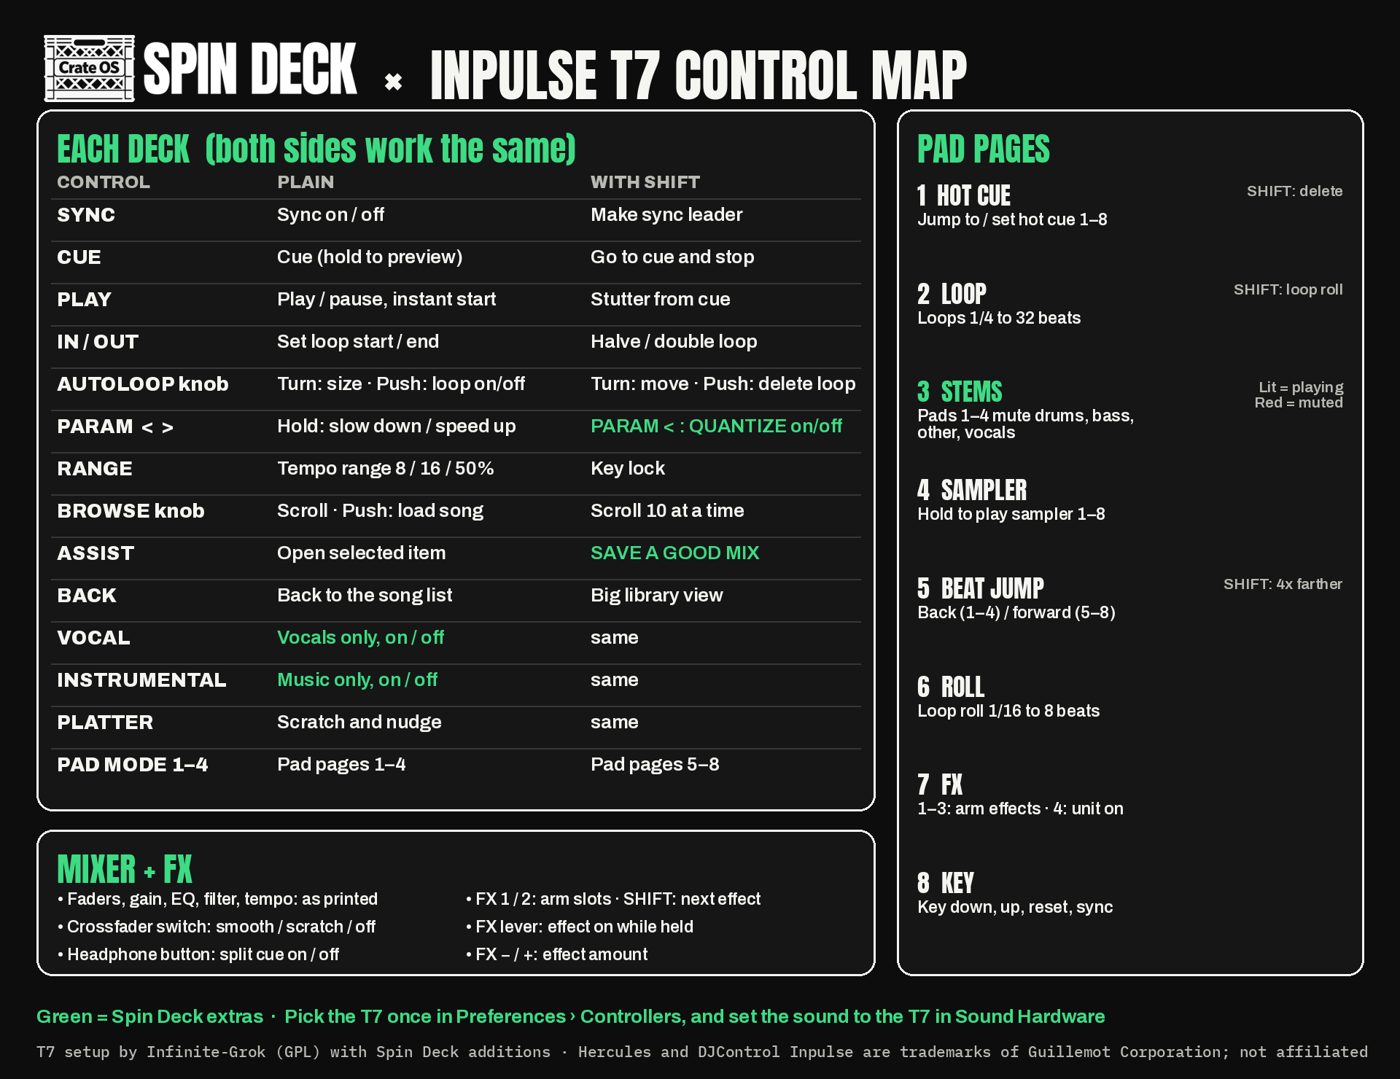 Crate OS SPIN DECK × INPULSE T7 CONTROL MAP
EACH DECK (both sides work the same)
CONTROL PLAIN WITH SHIFT
SYNC Sync on / off Make sync leader
CUE Cue (hold to preview) Go to cue and stop
PLAY Play / pause, instant start Stutter from cue
IN / OUT Set loop start / end Halve / double loop
AUTOLOOP knob Turn: size · Push: loop on/off Turn: move · Push: delete loop
PARAM < > Hold: slow down / speed up PARAM < : QUANTIZE on/off
RANGE Tempo range 8 / 16 / 50% Key lock
BROWSE knob Scroll · Push: load song Scroll 10 at a time
ASSIST Open selected item SAVE A GOOD MIX
BACK Back to the song list Big library view
VOCAL Vocals only, on / off same
INSTRUMENTAL Music only, on / off same
PLATTER Scratch and nudge same
PAD MODE 1–4 Pad pages 1–4 Pad pages 5–8
MIXER + FX
• Faders, gain, EQ, filter, tempo: as printed
• Crossfader switch: smooth / scratch / off
• Headphone button: split cue on / off
• FX 1 / 2: arm slots · SHIFT: next effect
• FX lever: effect on while held
• FX – / +: effect amount
PAD PAGES
1 HOT CUE SHIFT: delete
Jump to / set hot cue 1–8
2 LOOP SHIFT: loop roll
Loops 1/4 to 32 beats
3 STEMS Lit = playing
Red = muted
Pads 1–4 mute drums, bass,
other, vocals
4 SAMPLER
Hold to play sampler 1–8
5 BEAT JUMP SHIFT: 4x farther
Back (1–4) / forward (5–8)
6 ROLL
Loop roll 1/16 to 8 beats
7 FX
1–3: arm effects · 4: unit on
8 KEY
Key down, up, reset, sync
Green = Spin Deck extras · Pick the T7 once in Preferences › Controllers, and set the sound to the T7 in Sound Hardware
T7 setup by Infinite-Grok (GPL) with Spin Deck additions · Hercules and DJControl Inpulse are trademarks of Guillemot Corporation; not affiliated